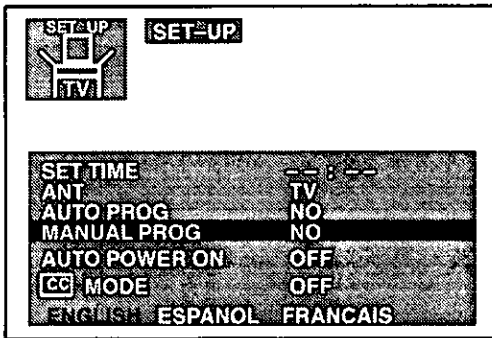 SET-UP SET-UP
TV
SET TIME --:--
ANT TV
AUTO PROG NO
MANUAL PROG NO
AUTO POWER ON OFF
CC MODE OFF
ENGLISH ESPANOL FRANCAIS